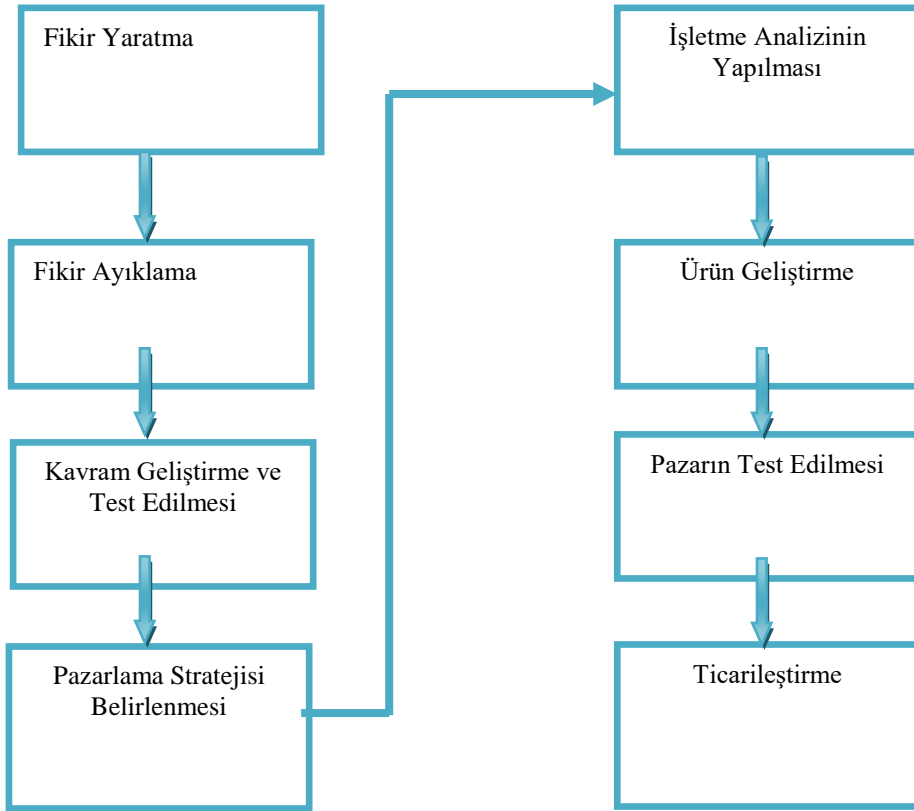 Fikir Yaratma
Fikir Ayıklama
Kavram Geliştirme ve
Test Edilmesi
Pazarlama Stratejisi
Belirlenmesi
İşletme Analizinin
Yapılması
Ürün Geliştirme
Pazarın Test Edilmesi
Ticarileştirme